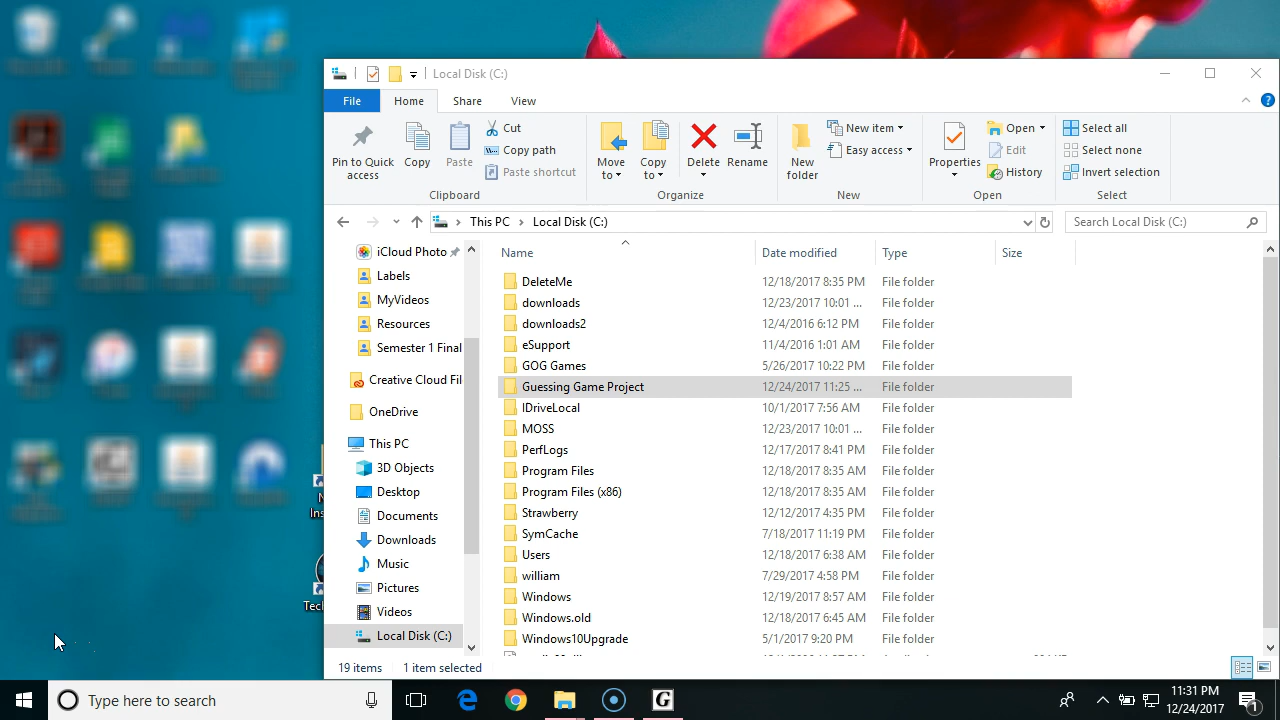 Local Disk (C:)
File Home Share View
Pin to Quick access
Copy
Paste
Cut
Copy path
Paste shortcut
Clipboard
Move to
Copy to
Delete
Rename
Organize
New folder
New item
Easy access
New
Properties
Open
Edit
History
Open
Select all
Select none
Invert selection
Select
This PC > Local Disk (C:)
Search Local Disk (C:)
iCloud Photo
Labels
MyVideos
Resources
Semester 1 Final
Creative Cloud Fil
OneDrive
This PC
3D Objects
Desktop
Documents
Downloads
Music
Pictures
Videos
Local Disk (C:)
Name Date modified Type Size
DeleteMe 12/18/2017 8:35 PM File folder
downloads 12/23/2017 10:01 ... File folder
downloads2 12/4/2016 6:12 PM File folder
eSupport 11/4/2016 1:01 AM File folder
GOG Games 5/26/2017 10:22 PM File folder
Guessing Game Project 12/24/2017 11:25 ... File folder
IDriveLocal 10/1/2017 7:56 AM File folder
MOSS 12/23/2017 10:01 ... File folder
PerfLogs 12/17/2017 8:41 PM File folder
Program Files 12/18/2017 8:35 AM File folder
Program Files (x86) 12/18/2017 8:35 AM File folder
Strawberry 12/12/2017 4:35 PM File folder
SymCache 7/18/2017 11:19 PM File folder
Users 12/18/2017 6:38 AM File folder
william 7/29/2017 4:58 PM File folder
Windows 12/19/2017 8:57 AM File folder
Windows.old 12/18/2017 6:45 AM File folder
Windows10Upgrade 5/1/2017 9:20 PM File folder
19 items 1 item selected
N
Ins
Tec
Type here to search
11:31 PM
12/24/2017
1